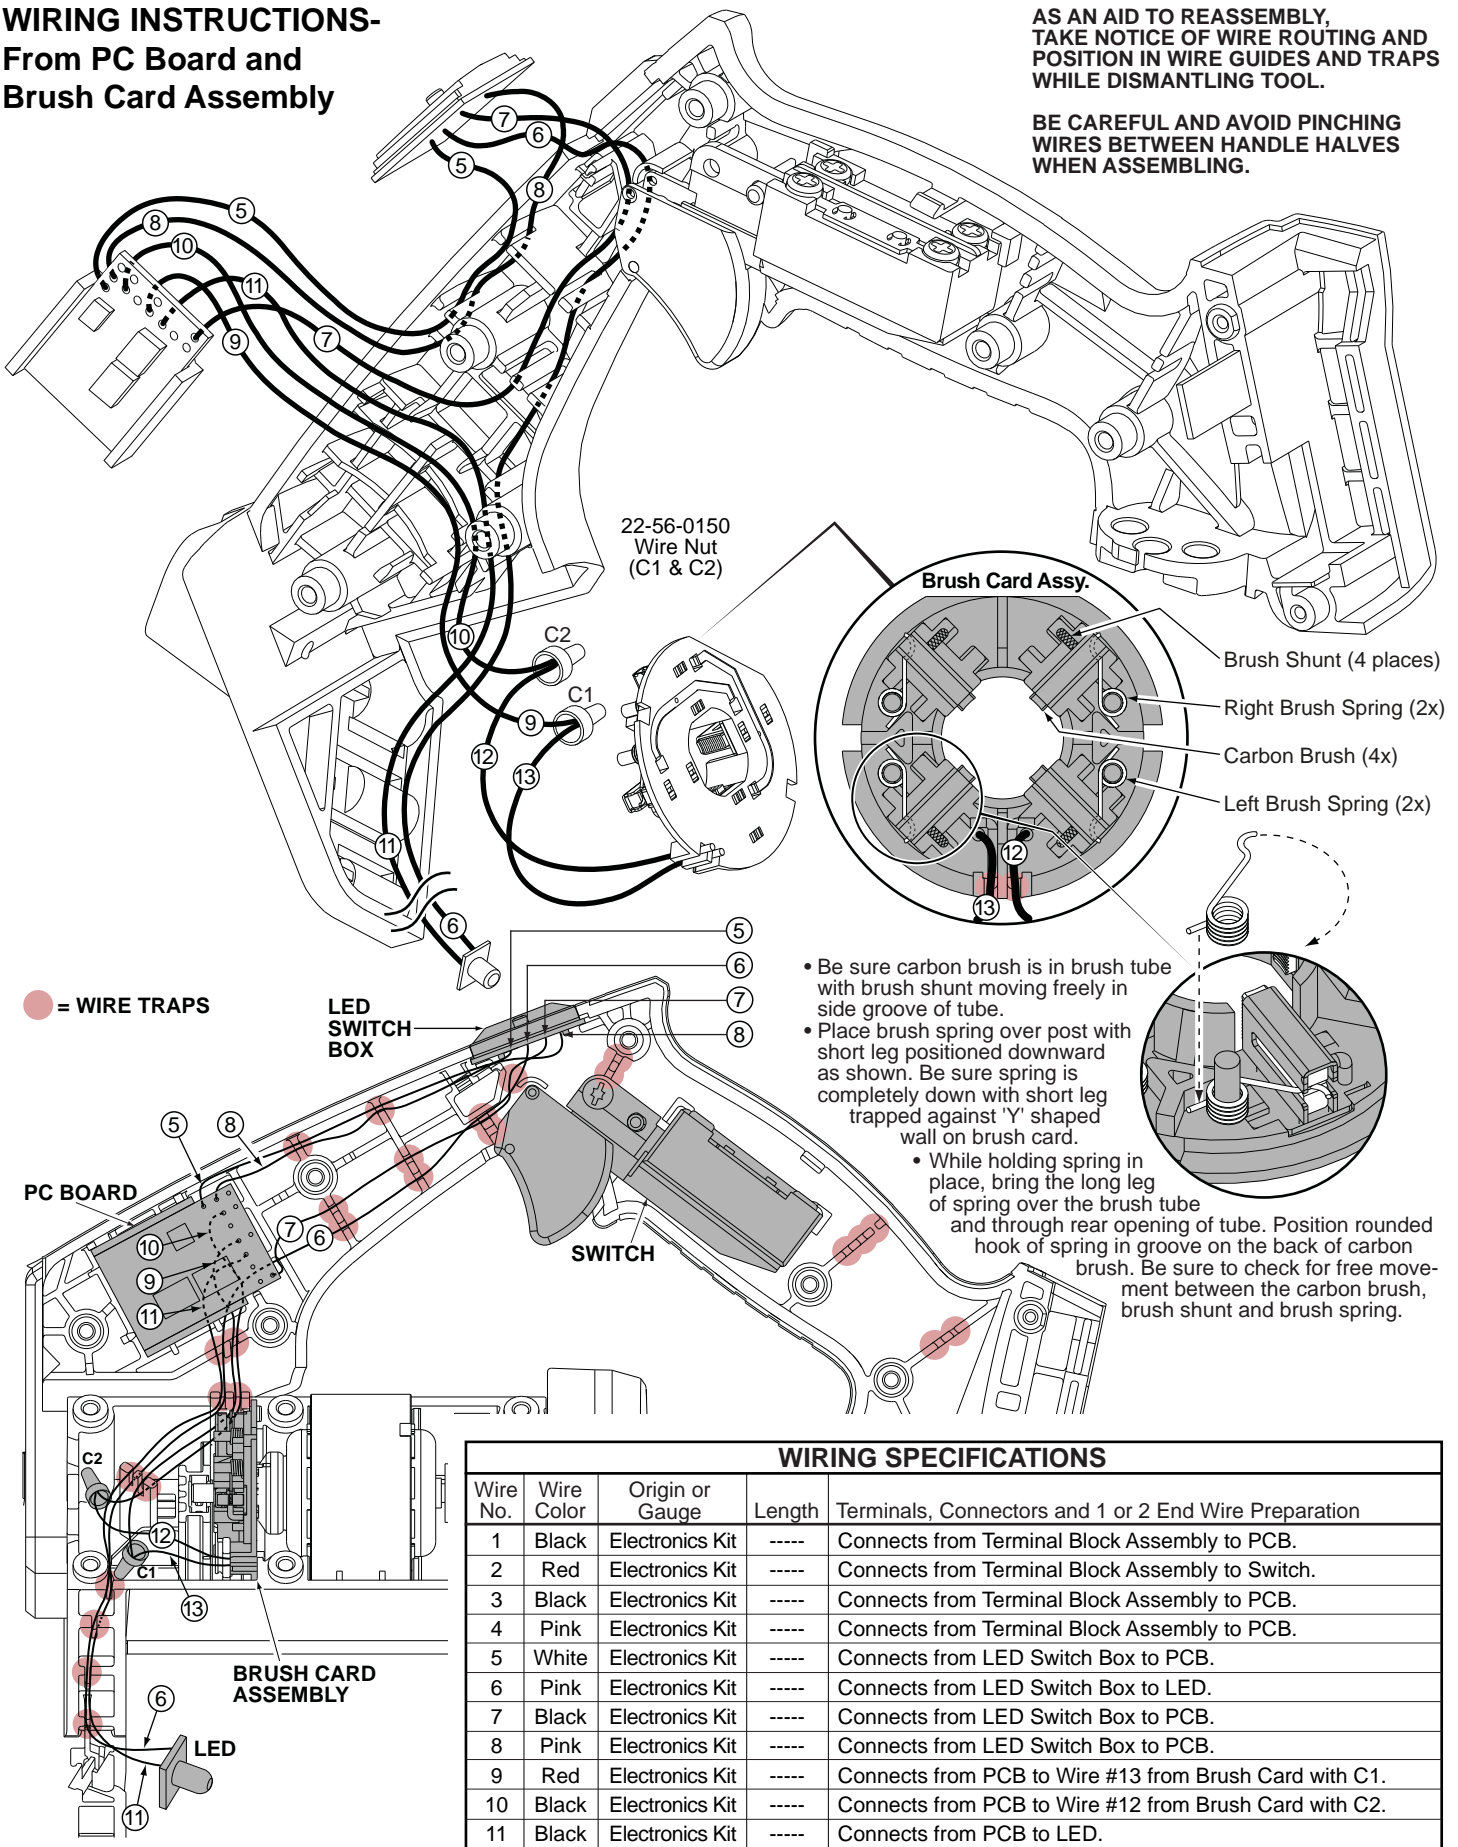 WIRING INSTRUCTIONS-
From PC Board and
Brush Card Assembly
AS AN AID TO REASSEMBLY,
TAKE NOTICE OF WIRE ROUTING AND
POSITION IN WIRE GUIDES AND TRAPS
WHILE DISMANTLING TOOL.
BE CAREFUL AND AVOID PINCHING
WIRES BETWEEN HANDLE HALVES
WHEN ASSEMBLING.
7
6
5
8
5
8
10
11
9
7
22-56-0150
Wire Nut
(C1 & C2)
10
C2
C1
9
12
13
11
6
Brush Card Assy.
Brush Shunt (4 places)
Right Brush Spring (2x)
Carbon Brush (4x)
Left Brush Spring (2x)
12
13
= WIRE TRAPS
LED
SWITCH
BOX
5
6
7
8
• Be sure carbon brush is in brush tube
with brush shunt moving freely in
side groove of tube.
• Place brush spring over post with
short leg positioned downward
as shown. Be sure spring is
completely down with short leg
trapped against 'Y' shaped
wall on brush card.
• While holding spring in
place, bring the long leg
of spring over the brush tube
and through rear opening of tube. Position rounded
hook of spring in groove on the back of carbon
brush. Be sure to check for free move-
ment between the carbon brush,
brush shunt and brush spring.
5
8
PC BOARD
7
6
10
9
11
SWITCH
C2
12
C1
13
BRUSH CARD
ASSEMBLY
6
LED
11
WIRING SPECIFICATIONS
Wire No. Wire Color Origin or Gauge Length Terminals, Connectors and 1 or 2 End Wire Preparation
1 Black Electronics Kit ----- Connects from Terminal Block Assembly to PCB.
2 Red Electronics Kit ----- Connects from Terminal Block Assembly to Switch.
3 Black Electronics Kit ----- Connects from Terminal Block Assembly to PCB.
4 Pink Electronics Kit ----- Connects from Terminal Block Assembly to PCB.
5 White Electronics Kit ----- Connects from LED Switch Box to PCB.
6 Pink Electronics Kit ----- Connects from LED Switch Box to LED.
7 Black Electronics Kit ----- Connects from LED Switch Box to PCB.
8 Pink Electronics Kit ----- Connects from LED Switch Box to PCB.
9 Red Electronics Kit ----- Connects from PCB to Wire #13 from Brush Card with C1.
10 Black Electronics Kit ----- Connects from PCB to Wire #12 from Brush Card with C2.
11 Black Electronics Kit ----- Connects from PCB to LED.